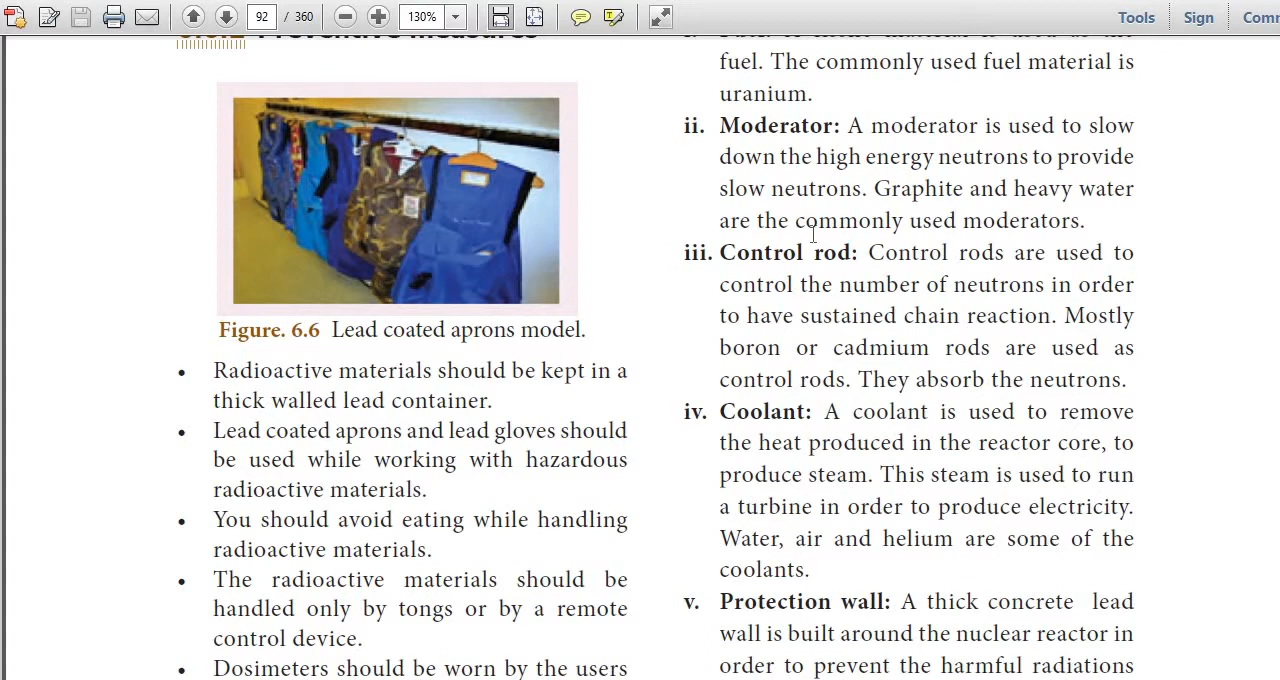 92 / 360
130%
Tools
Sign
Comm
Preventive Measures
Figure. 6.6 Lead coated aprons model.
• Radioactive materials should be kept in a
thick walled lead container.
• Lead coated aprons and lead gloves should
be used while working with hazardous
radioactive materials.
• You should avoid eating while handling
radioactive materials.
• The radioactive materials should be
handled only by tongs or by a remote
control device.
• Dosimeters should be worn by the users
fuel. The commonly used fuel material is
uranium.
ii. Moderator: A moderator is used to slow
down the high energy neutrons to provide
slow neutrons. Graphite and heavy water
are the commonly used moderators.
iii. Control rod: Control rods are used to
control the number of neutrons in order
to have sustained chain reaction. Mostly
boron or cadmium rods are used as
control rods. They absorb the neutrons.
iv. Coolant: A coolant is used to remove
the heat produced in the reactor core, to
produce steam. This steam is used to run
a turbine in order to produce electricity.
Water, air and helium are some of the
coolants.
v. Protection wall: A thick concrete lead
wall is built around the nuclear reactor in
order to prevent the harmful radiations